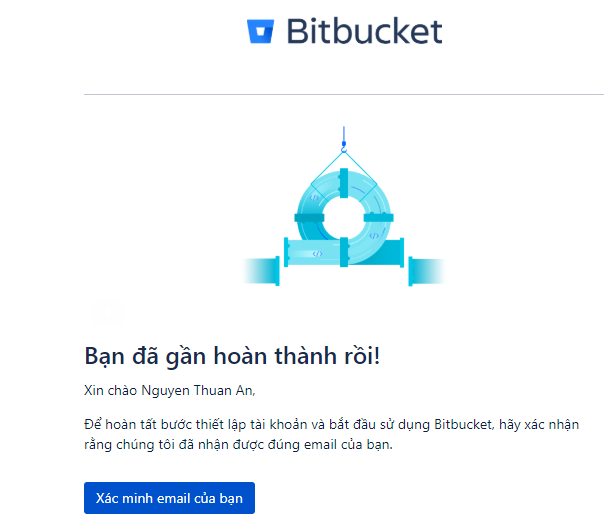 Bitbucket
Bạn đã gần hoàn thành rồi!
Xin chào Nguyen Thuan An,
Để hoàn tất bước thiết lập tài khoản và bắt đầu sử dụng Bitbucket, hãy xác nhận
rằng chúng tôi đã nhận được đúng email của bạn.
Xác minh email của bạn